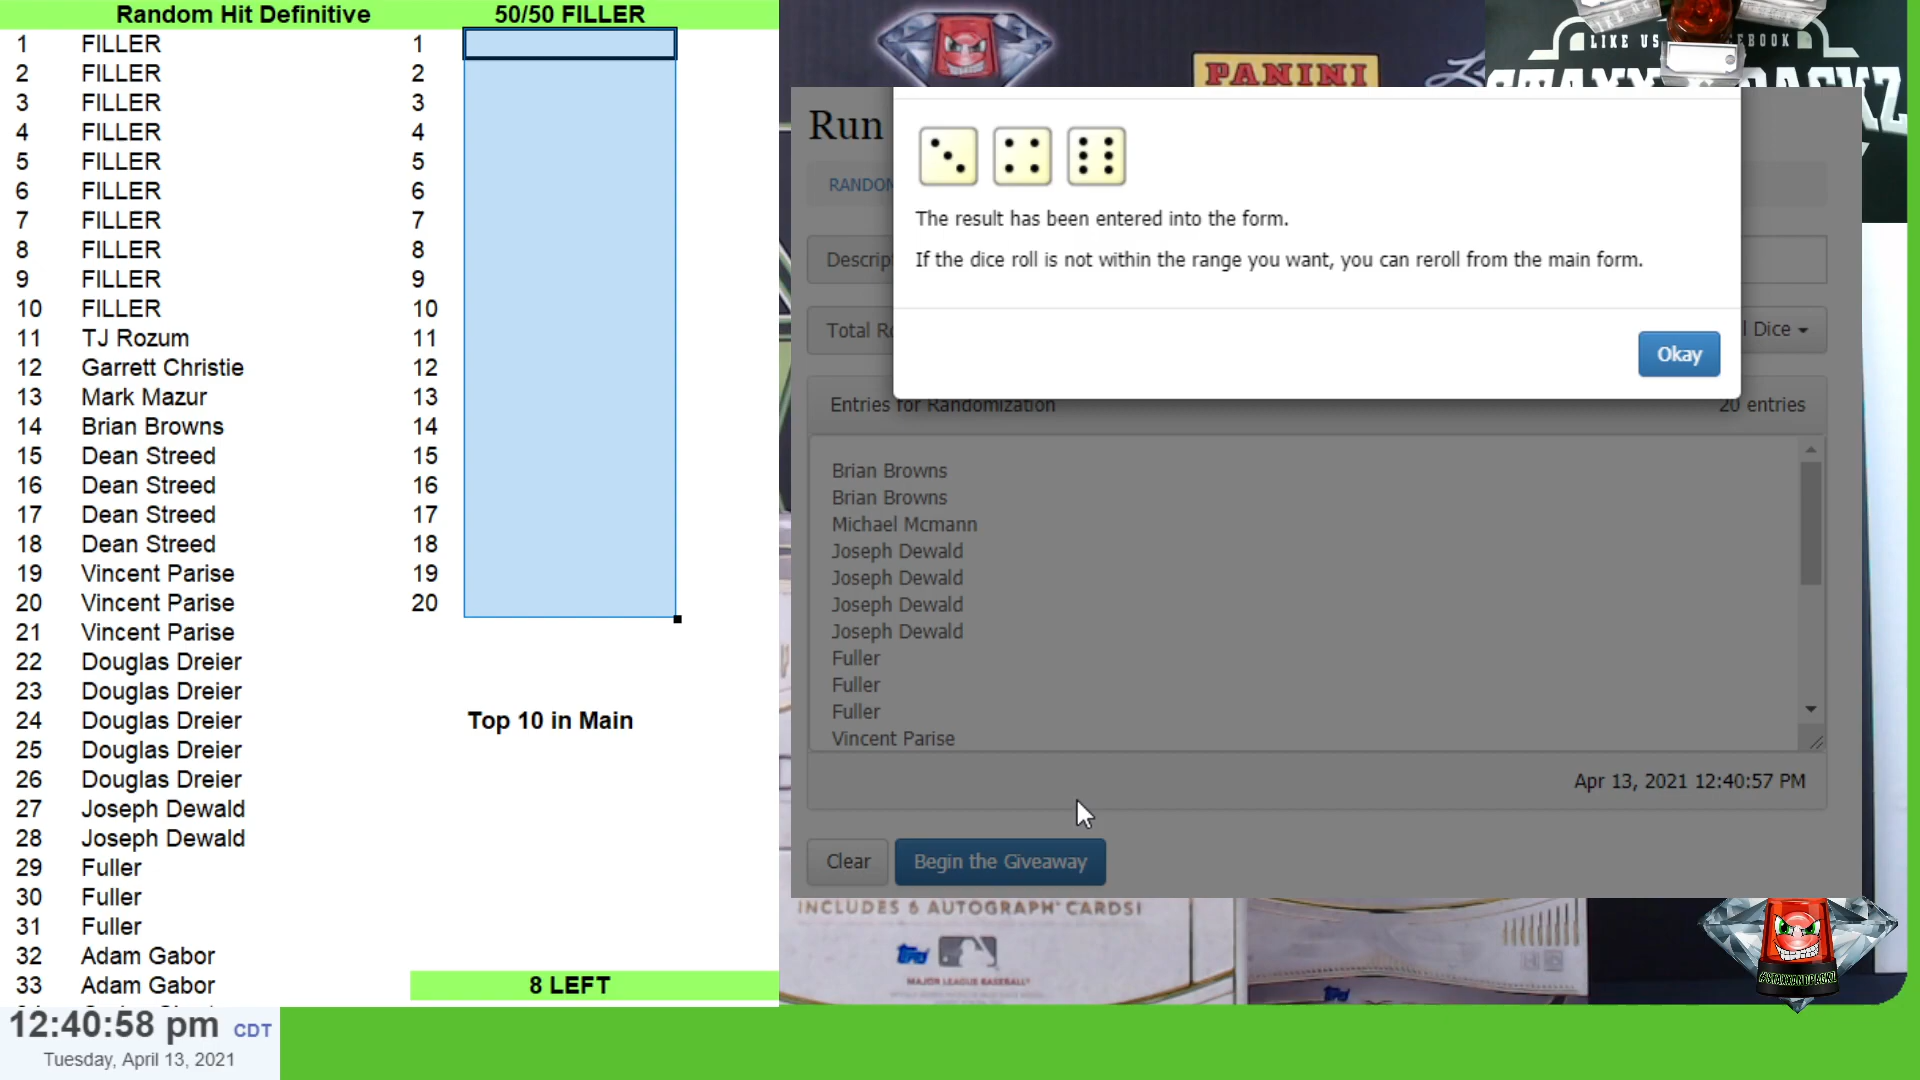 Random Hit Definitive
50/50 FILLER
1 FILLER 1
2 FILLER 2
3 FILLER 3
4 FILLER 4
5 FILLER 5
6 FILLER 6
7 FILLER 7
8 FILLER 8
9 FILLER 9
10 FILLER 10
11 TJ Rozum 11
12 Garrett Christie 12
13 Mark Mazur 13
14 Brian Browns 14
15 Dean Streed 15
16 Dean Streed 16
17 Dean Streed 17
18 Dean Streed 18
19 Vincent Parise 19
20 Vincent Parise 20
21 Vincent Parise
22 Douglas Dreier
23 Douglas Dreier
24 Douglas Dreier
25 Douglas Dreier
26 Douglas Dreier
27 Joseph Dewald
28 Joseph Dewald
29 Fuller
30 Fuller
31 Fuller
32 Adam Gabor
33 Adam Gabor
Top 10 in Main
8 LEFT
12:40:58 pm CDT
Tuesday, April 13, 2021
PANINI
LIKE US
Run
The result has been entered into the form.
If the dice roll is not within the range you want, you can reroll from the main form.
Okay
Dice
Entries for Randomization
20 entries
Brian Browns
Brian Browns
Michael Mcmann
Joseph Dewald
Joseph Dewald
Joseph Dewald
Joseph Dewald
Fuller
Fuller
Fuller
Vincent Parise
Apr 13, 2021 12:40:57 PM
Clear
Begin the Giveaway
INCLUDES 6 AUTOGRAPH CARDS!
Topps
MAJOR LEAGUE BASEBALL
#STAXXANDPACKZ